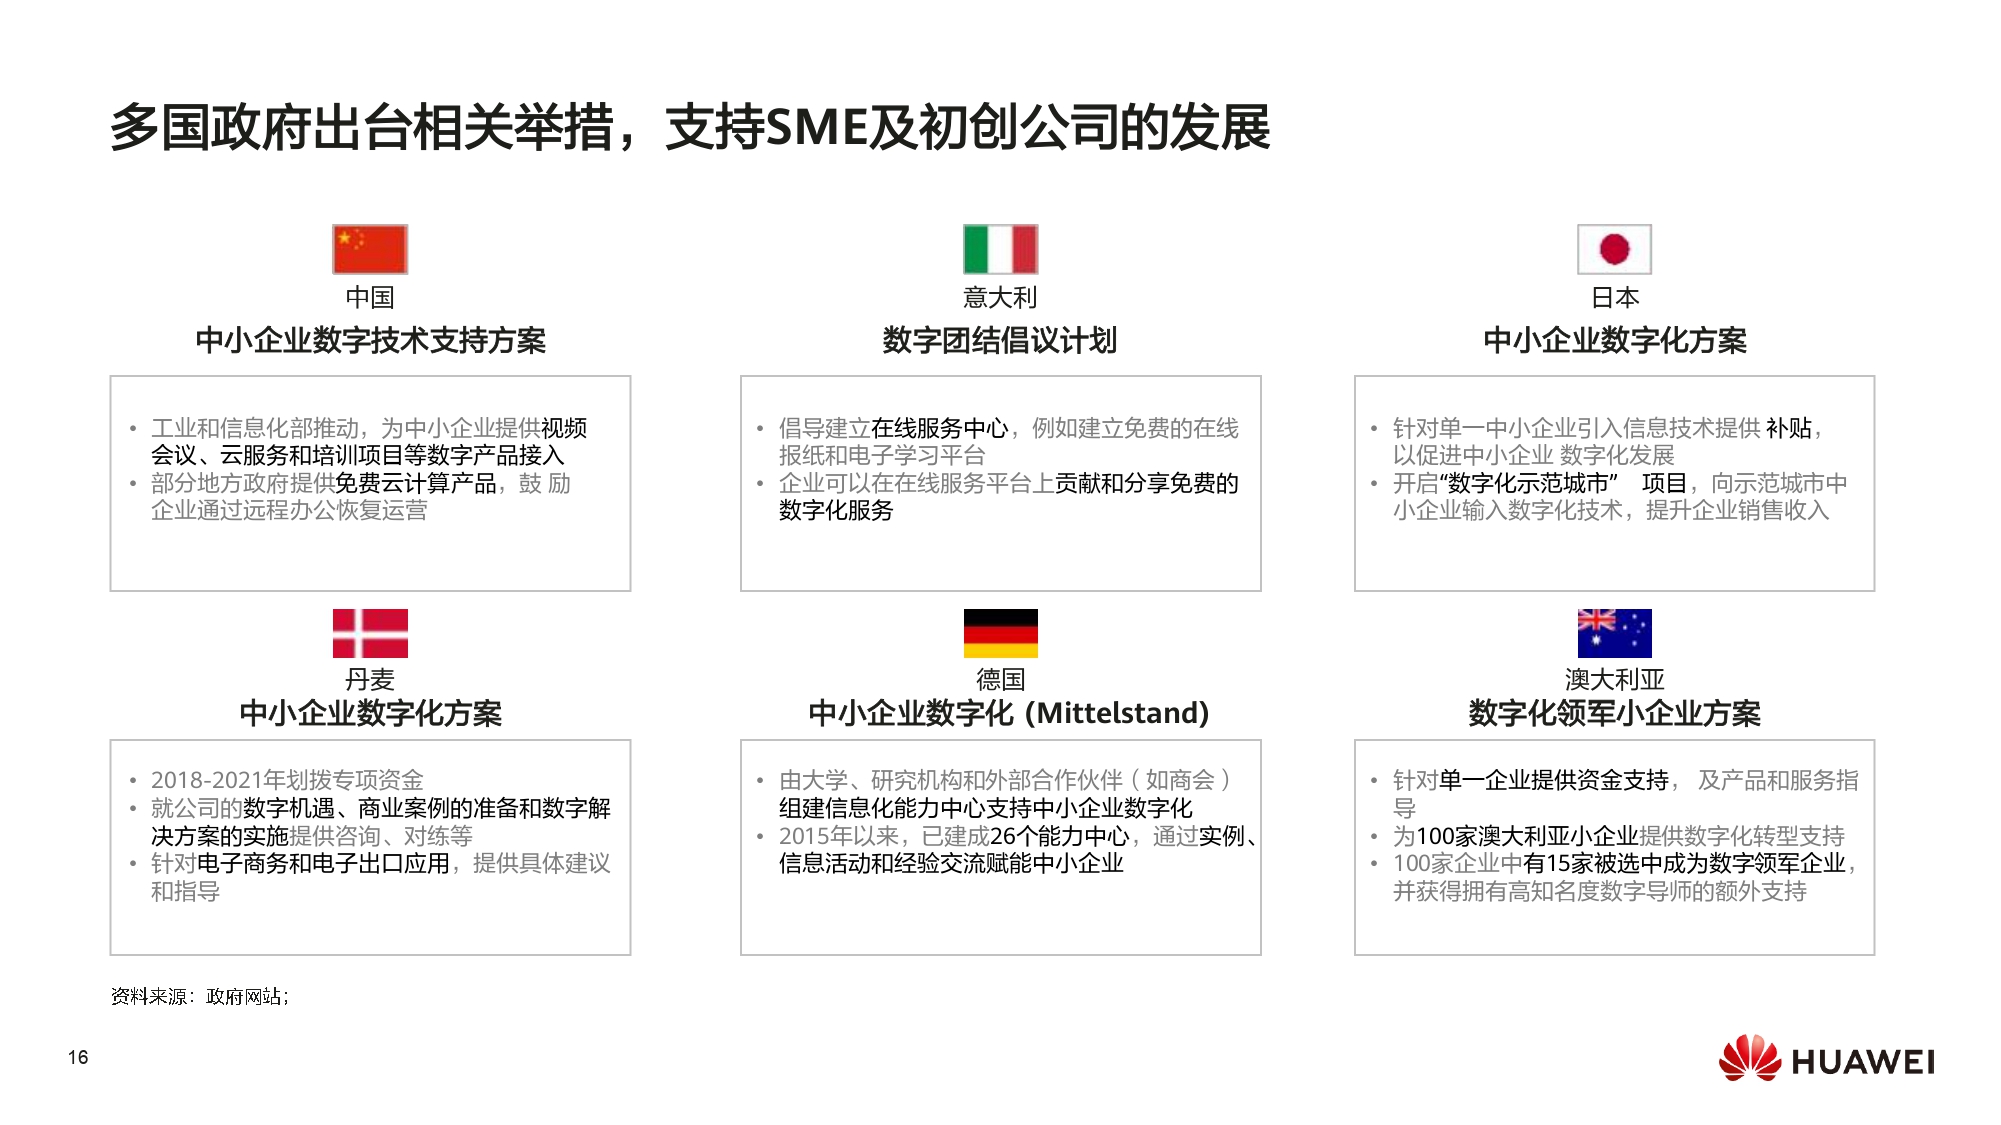 多国政府出台相关举措，支持SME及初创公司的发展
中国
中小企业数字技术支持方案
• 工业和信息化部推动，为中小企业提供视频
会议、云服务和培训项目等数字产品接入
• 部分地方政府提供免费云计算产品，鼓 励
企业通过远程办公恢复运营
意大利
数字团结倡议计划
• 倡导建立在线服务中心，例如建立免费的在线
报纸和电子学习平台
• 企业可以在在线服务平台上贡献和分享免费的
数字化服务
日本
中小企业数字化方案
• 针对单一中小企业引入信息技术提供 补贴，
以促进中小企业 数字化发展
• 开启“数字化示范城市” 项目，向示范城市中
小企业输入数字化技术，提升企业销售收入
丹麦
中小企业数字化方案
• 2018-2021年划拨专项资金
• 就公司的数字机遇、商业案例的准备和数字解
决方案的实施提供咨询、对练等
• 针对电子商务和电子出口应用，提供具体建议
和指导
德国
中小企业数字化 (Mittelstand)
• 由大学、研究机构和外部合作伙伴（如商会）
组建信息化能力中心支持中小企业数字化
• 2015年以来，已建成26个能力中心，通过实例、
信息活动和经验交流赋能中小企业
澳大利亚
数字化领军小企业方案
• 针对单一企业提供资金支持， 及产品和服务指
导
• 为100家澳大利亚小企业提供数字化转型支持
• 100家企业中有15家被选中成为数字领军企业，
并获得拥有高知名度数字导师的额外支持
资料来源：政府网站；
16
HUAWEI